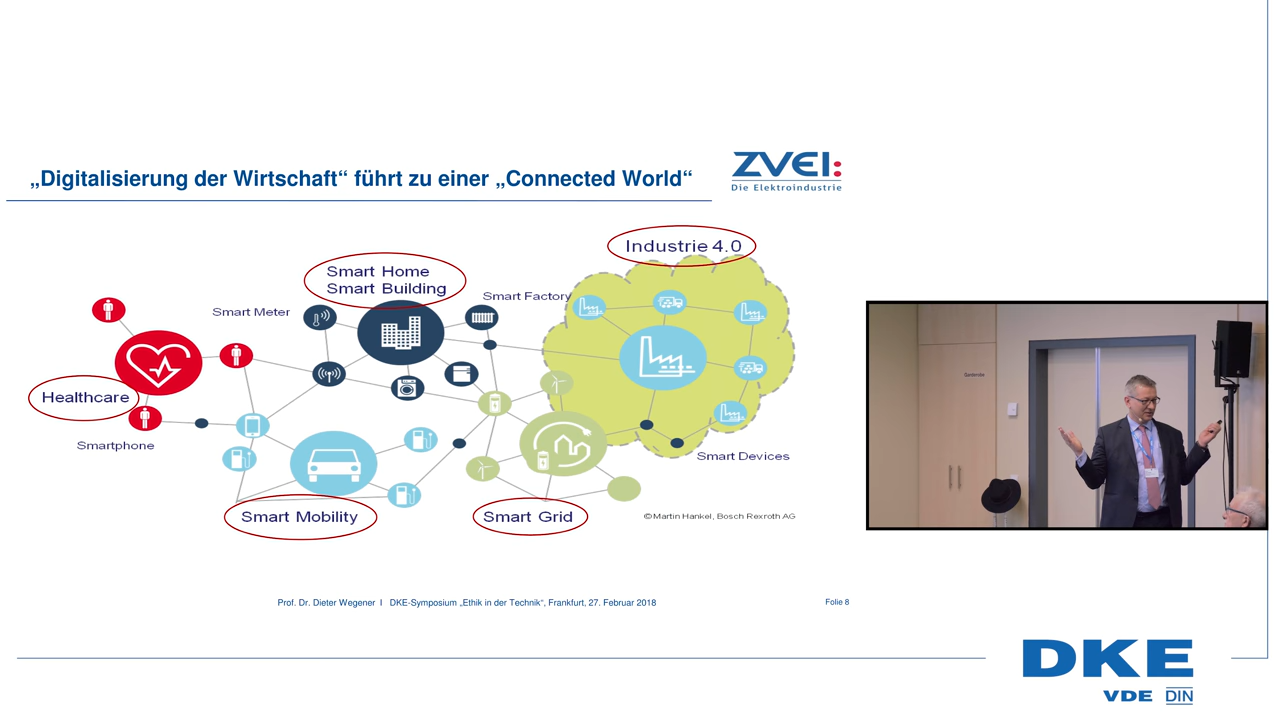 „Digitalisierung der Wirtschaft“ führt zu einer „Connected World“
ZVEI:
Die Elektroindustrie
Industrie 4.0
Smart Home
Smart Building
Smart Factory
Smart Meter
Healthcare
Smartphone
Smart Devices
Smart Mobility
Smart Grid
©Martin Hankel, Bosch Rexroth AG
Garderobe
Prof. Dr. Dieter Wegener I DKE-Symposium „Ethik in der Technik“, Frankfurt, 27. Februar 2018
Folie 8
DKE
VDE DIN